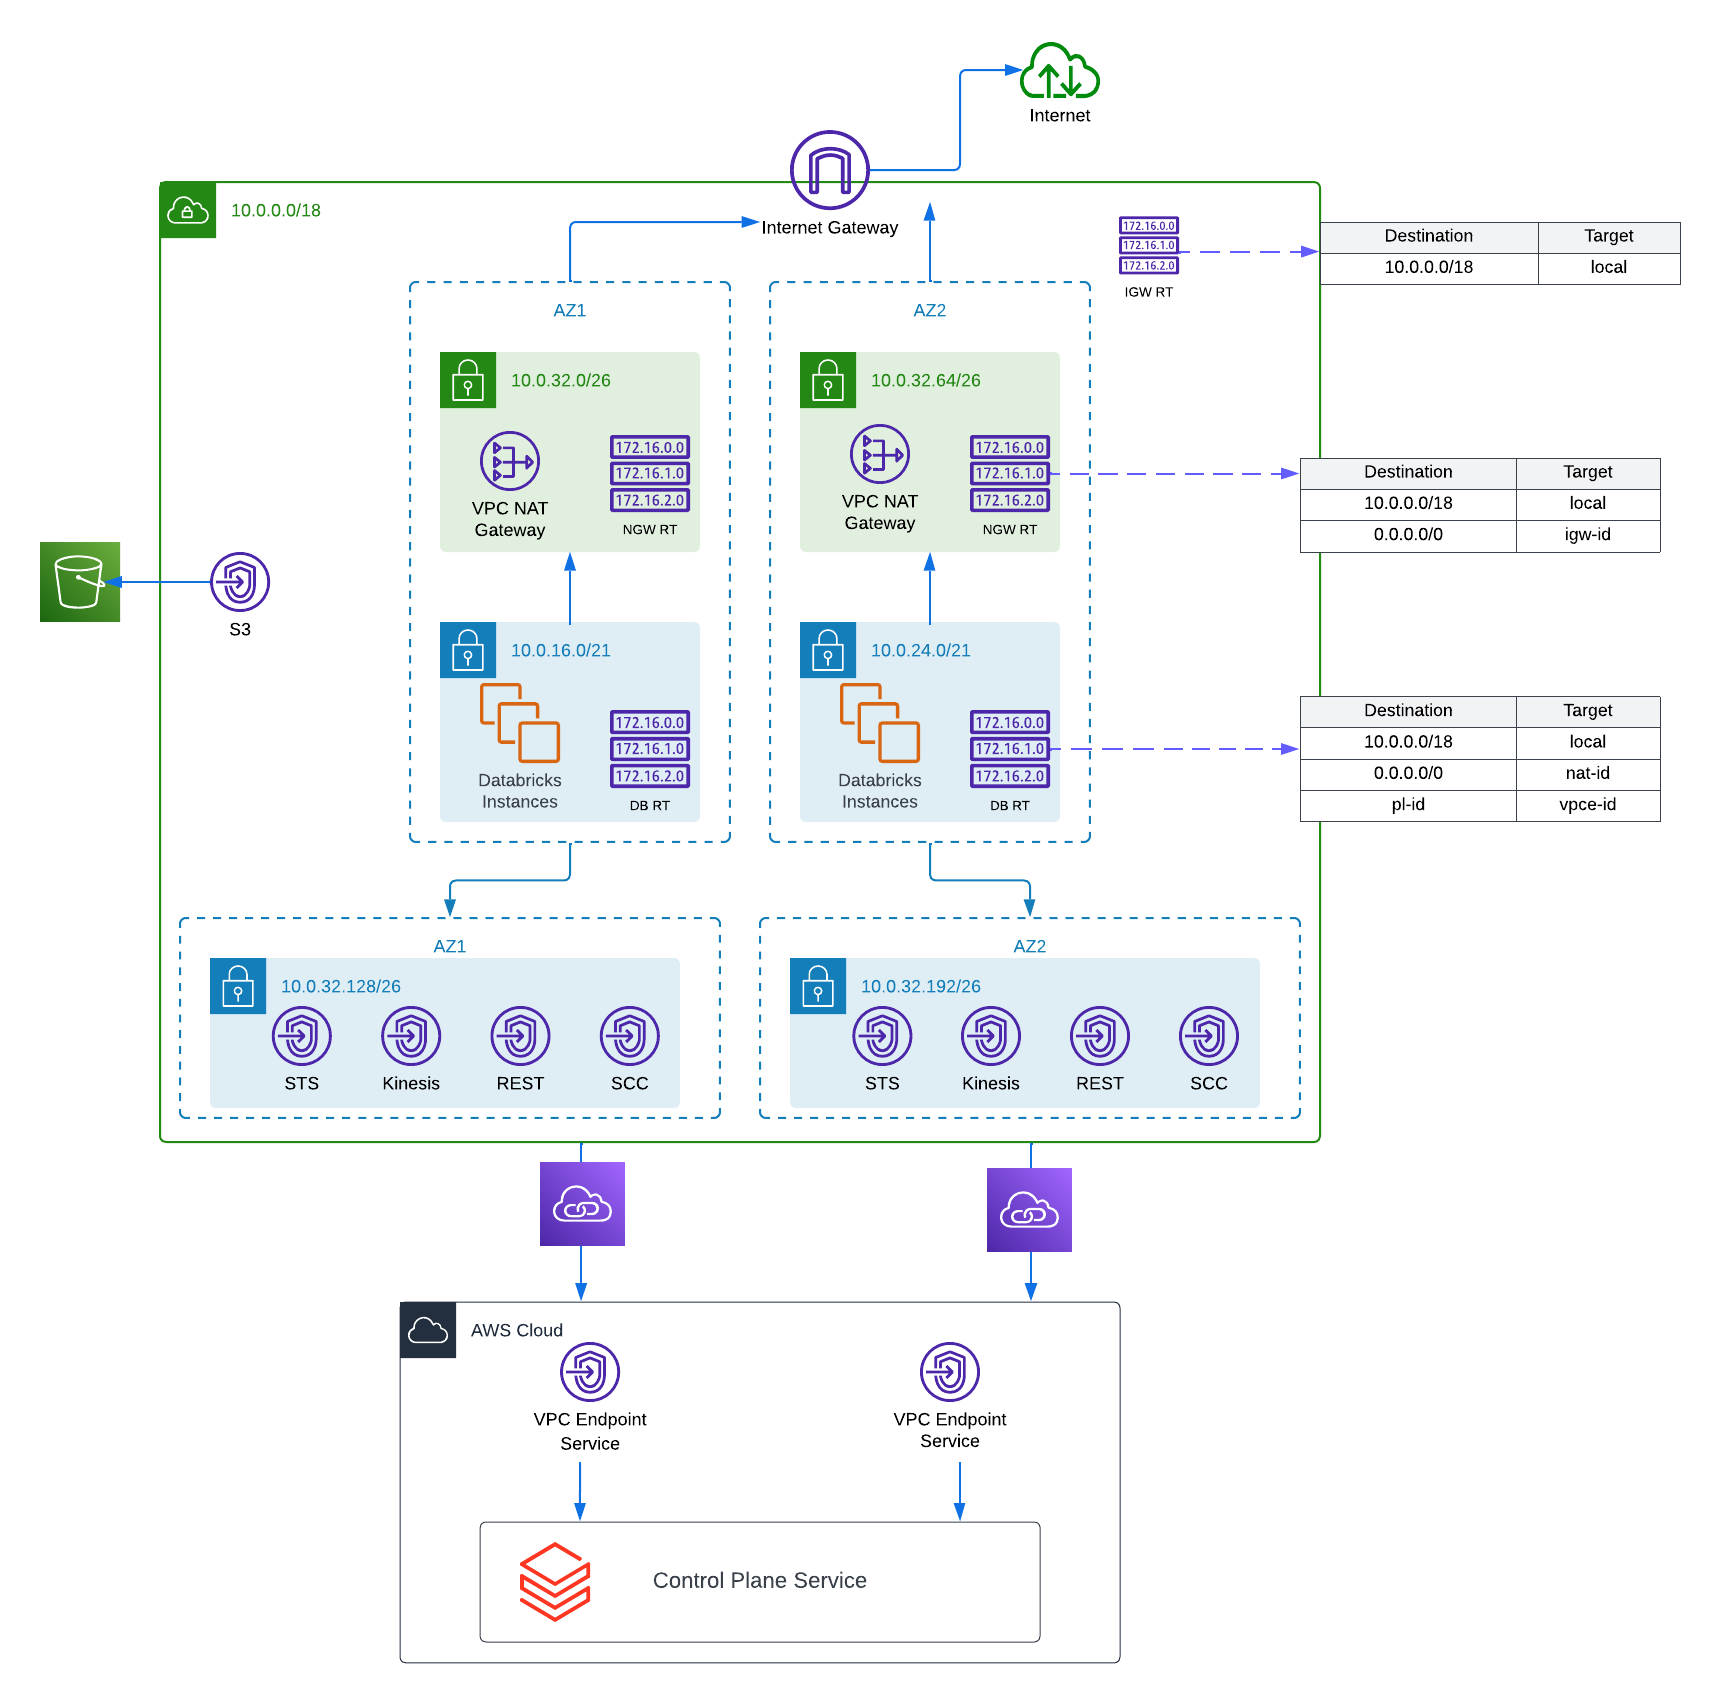 Internet
10.0.0.0/18
Internet Gateway
172.16.0.0
172.16.1.0
172.16.2.0
IGW RT
Destination Target
10.0.0.0/18 local
AZ1
10.0.32.0/26
VPC NAT
Gateway
172.16.0.0
172.16.1.0
172.16.2.0
NGW RT
AZ2
10.0.32.64/26
VPC NAT
Gateway
172.16.0.0
172.16.1.0
172.16.2.0
NGW RT
Destination Target
10.0.0.0/18 local
0.0.0.0/0 igw-id
S3
10.0.16.0/21
Databricks
Instances
172.16.0.0
172.16.1.0
172.16.2.0
DB RT
10.0.24.0/21
Databricks
Instances
172.16.0.0
172.16.1.0
172.16.2.0
DB RT
Destination Target
10.0.0.0/18 local
0.0.0.0/0 nat-id
pl-id vpce-id
AZ1
10.0.32.128/26
STS Kinesis REST SCC
AZ2
10.0.32.192/26
STS Kinesis REST SCC
AWS Cloud
VPC Endpoint
Service
VPC Endpoint
Service
Control Plane Service